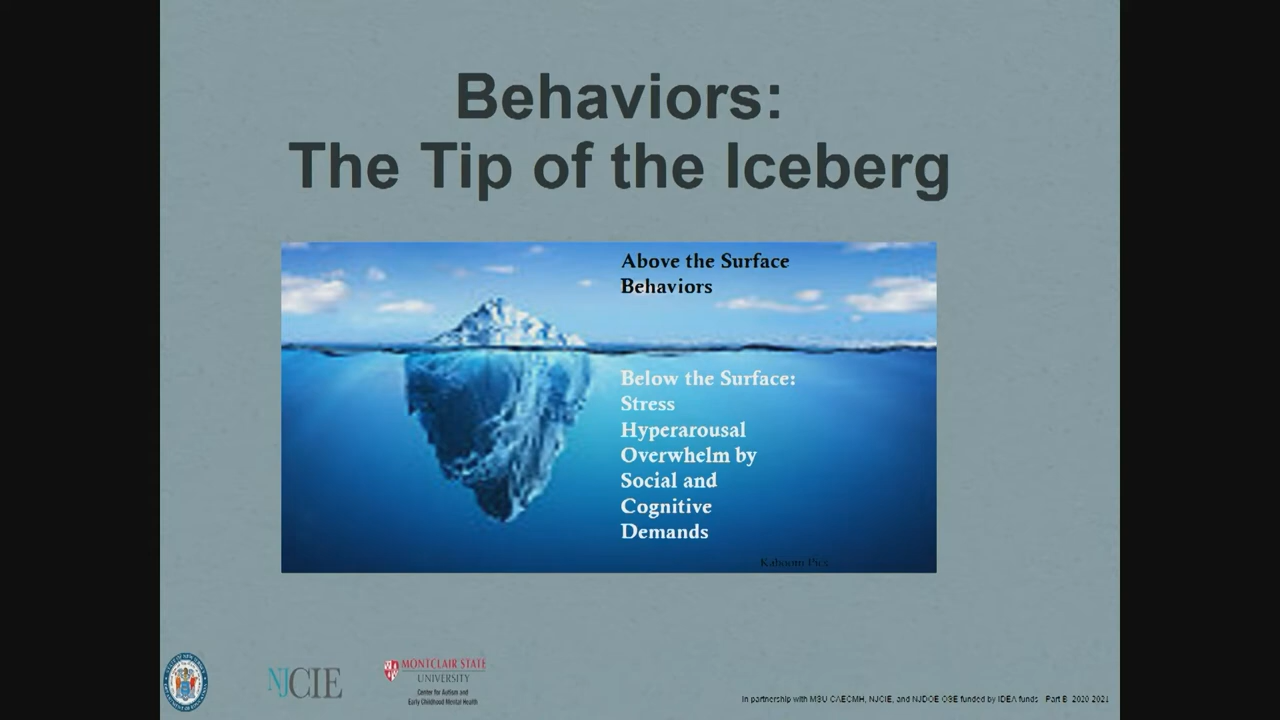 Behaviors:
The Tip of the Iceberg
Above the Surface
Behaviors
Below the Surface:
Stress
Hyperarousal
Overwhelm by
Social and
Cognitive
Demands
Kaboom Pics
NJCIE
MONTCLAIR STATE
UNIVERSITY
Center for Autism and
Early Childhood Mental Health
In partnership with MSU CAECMH, NJCIE, and NJDOE OSE funded by IDEA funds - Part B 2020-2021